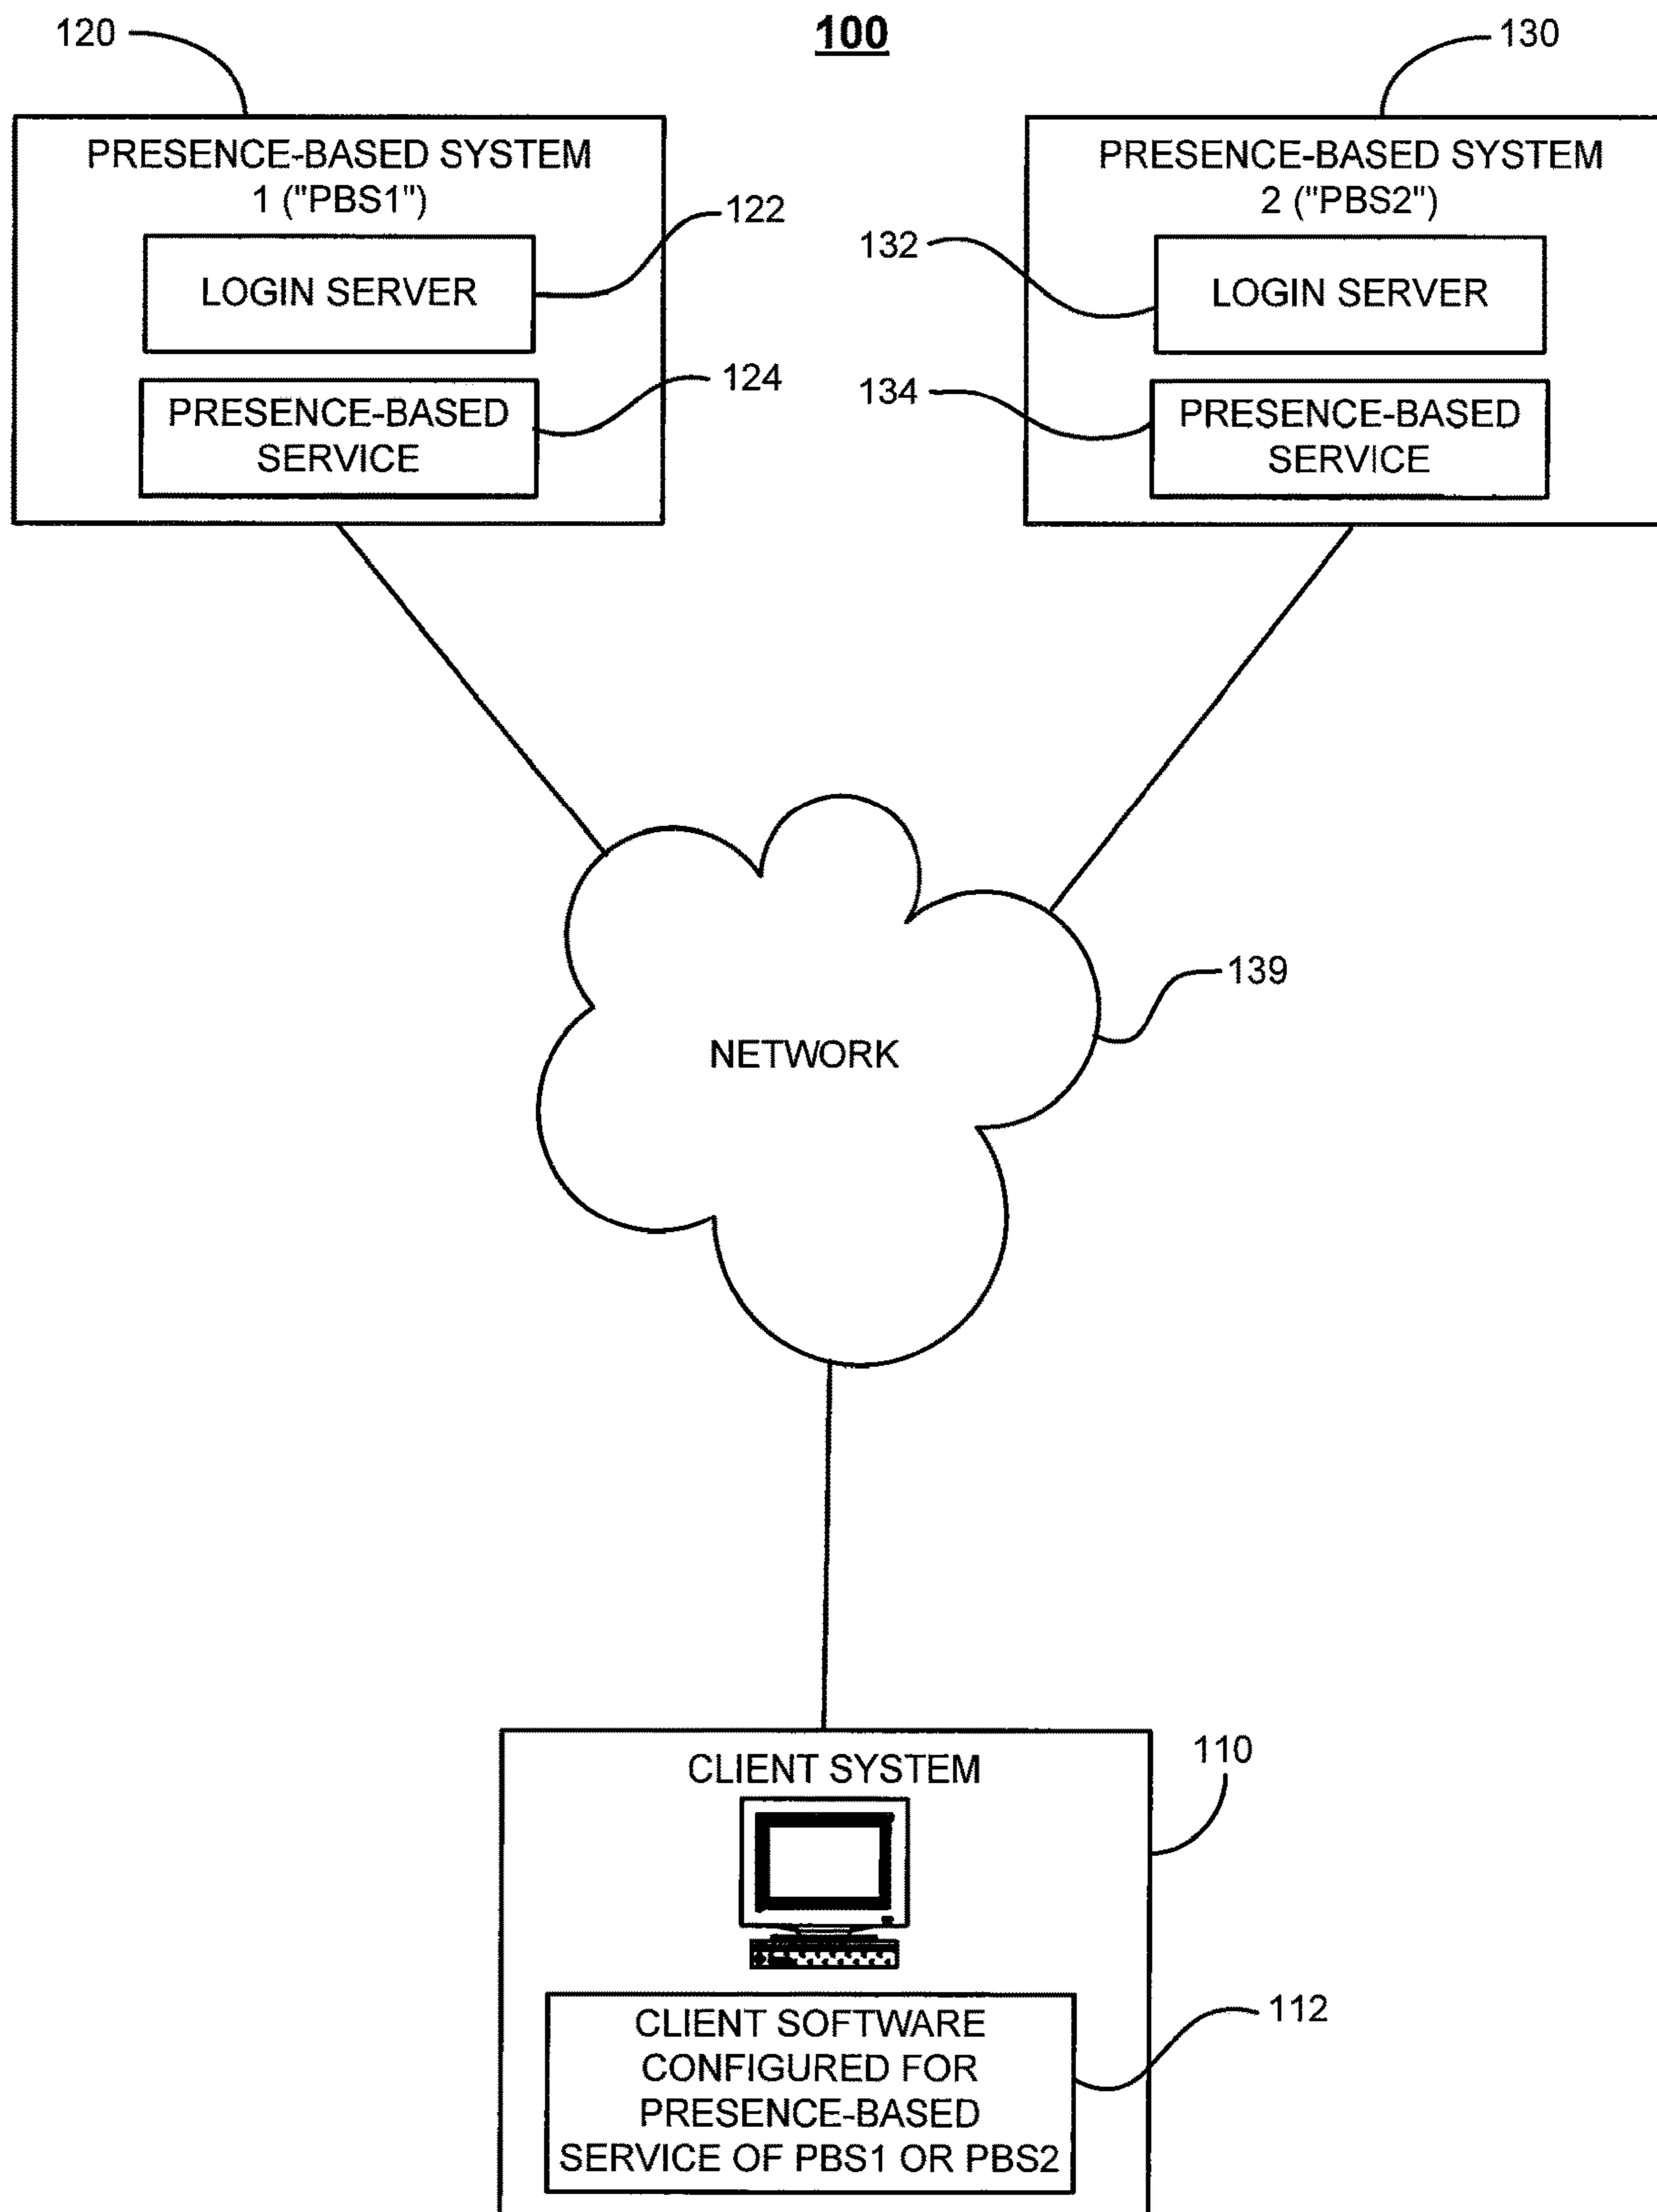 100
120
130
PRESENCE-BASED SYSTEM
1 ("PBS1")
122
LOGIN SERVER
124
PRESENCE-BASED
SERVICE
PRESENCE-BASED SYSTEM
2 ("PBS2")
132
LOGIN SERVER
134
PRESENCE-BASED
SERVICE
139
NETWORK
110
CLIENT SYSTEM
112
CLIENT SOFTWARE
CONFIGURED FOR
PRESENCE-BASED
SERVICE OF PBS1 OR PBS2